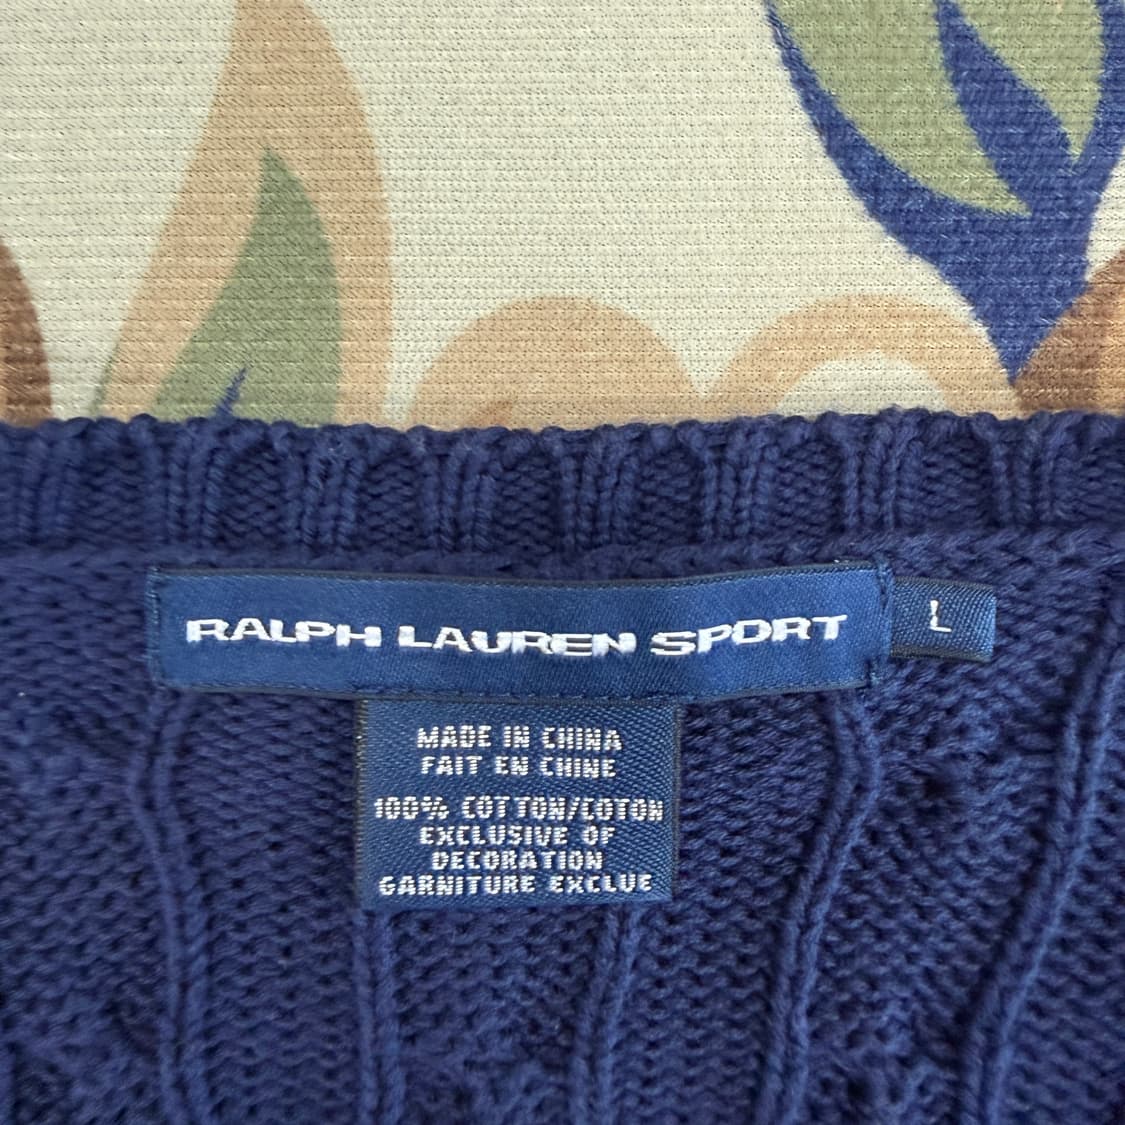 RALPH LAUREN SPORT
L
MADE IN CHINA
FAIT EN CHINE
100% COTTON/COTON
EXCLUSIVE OF
DECORATION
GARNITURE EXCLUE